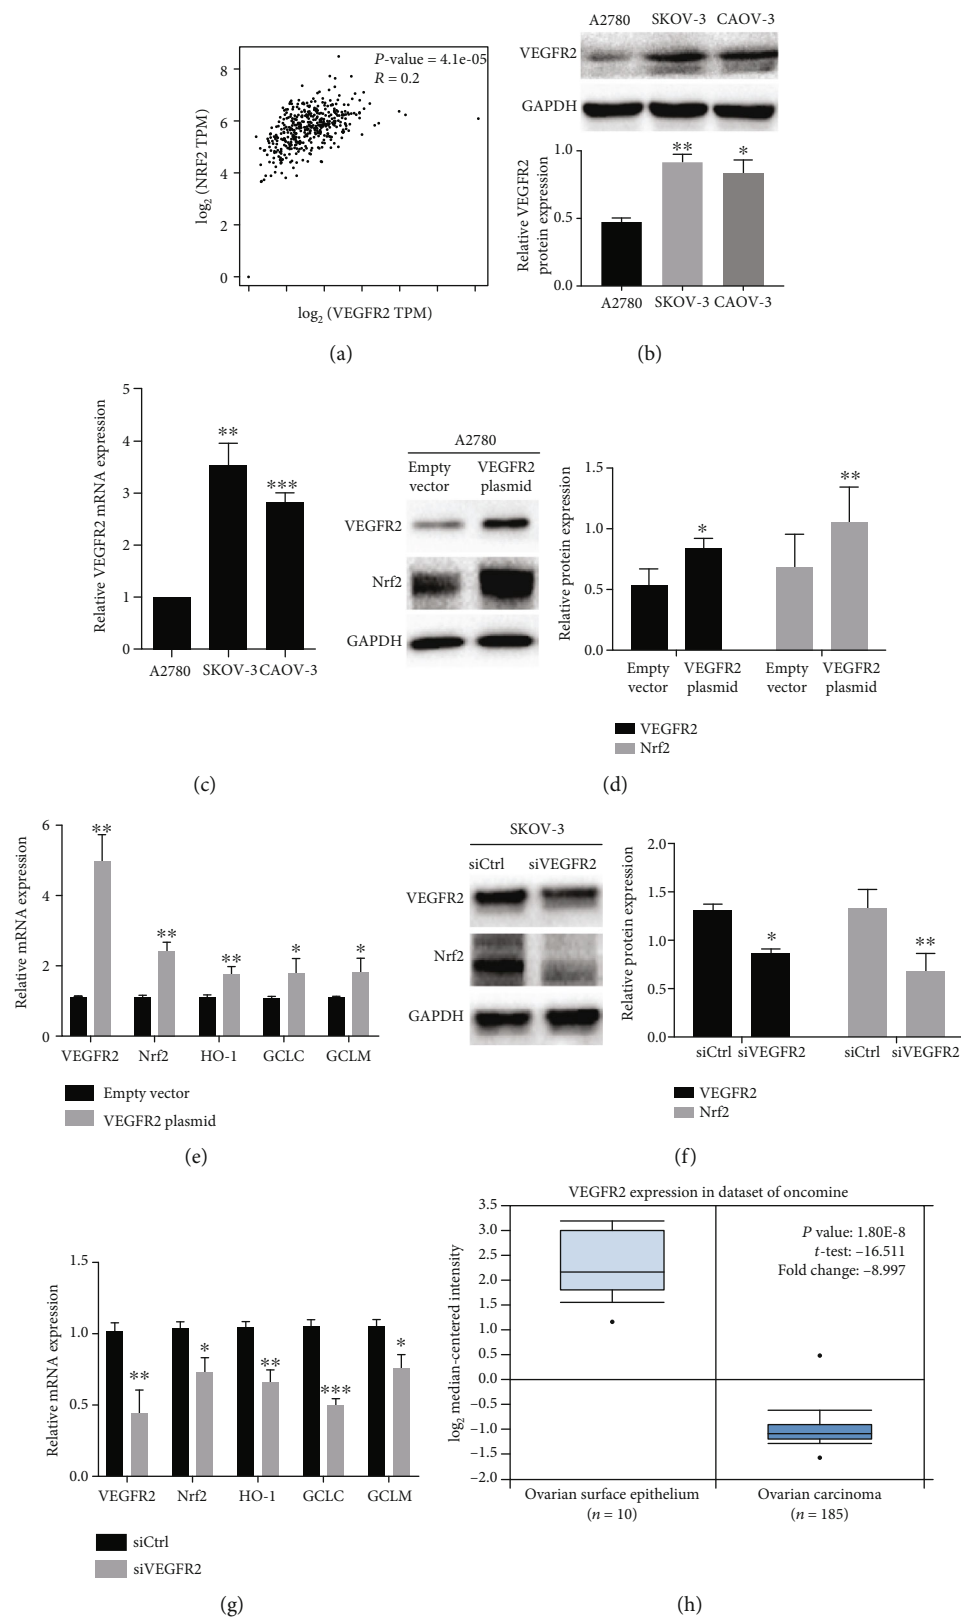 8
6
4
2
0
log2 (NRF2 TPM)
P-value = 4.1e-05
R = 0.2
log2 (VEGFR2 TPM)
(a)
A2780 SKOV-3 CAOV-3
VEGFR2
GAPDH
1.0
0.5
0.0
Relative VEGFR2
protein expression
** *
A2780 SKOV-3 CAOV-3
(b)
5
4
3
2
1
0
Relative VEGFR2 mRNA expression
** ***
A2780 SKOV-3 CAOV-3
(c)
A2780
Empty VEGFR2
vector plasmid
VEGFR2
Nrf2
GAPDH
1.5
1.0
0.5
0.0
Relative protein expression
* **
Empty VEGFR2 Empty VEGFR2
vector plasmid vector plasmid
VEGFR2
Nrf2
(d)
6
4
2
0
Relative mRNA expression
** ** ** * *
VEGFR2 Nrf2 HO-1 GCLC GCLM
Empty vector
VEGFR2 plasmid
(e)
SKOV-3
siCtrl siVEGFR2
VEGFR2
Nrf2
GAPDH
2.0
1.5
1.0
0.5
0.0
Relative protein expression
* **
siCtrl siVEGFR2 siCtrl siVEGFR2
VEGFR2
Nrf2
(f)
1.5
1.0
0.5
0.0
Relative mRNA expression
** * ** *** *
VEGFR2 Nrf2 HO-1 GCLC GCLM
siCtrl
siVEGFR2
(g)
VEGFR2 expression in dataset of oncomine
3.5
3.0
2.5
2.0
1.5
1.0
0.5
0.0
–0.5
–1.0
–1.5
–2.0
log2 median-centered intensity
P value: 1.80E-8
t-test: –16.511
Fold change: –8.997
Ovarian surface epithelium Ovarian carcinoma
(n = 10) (n = 185)
(h)